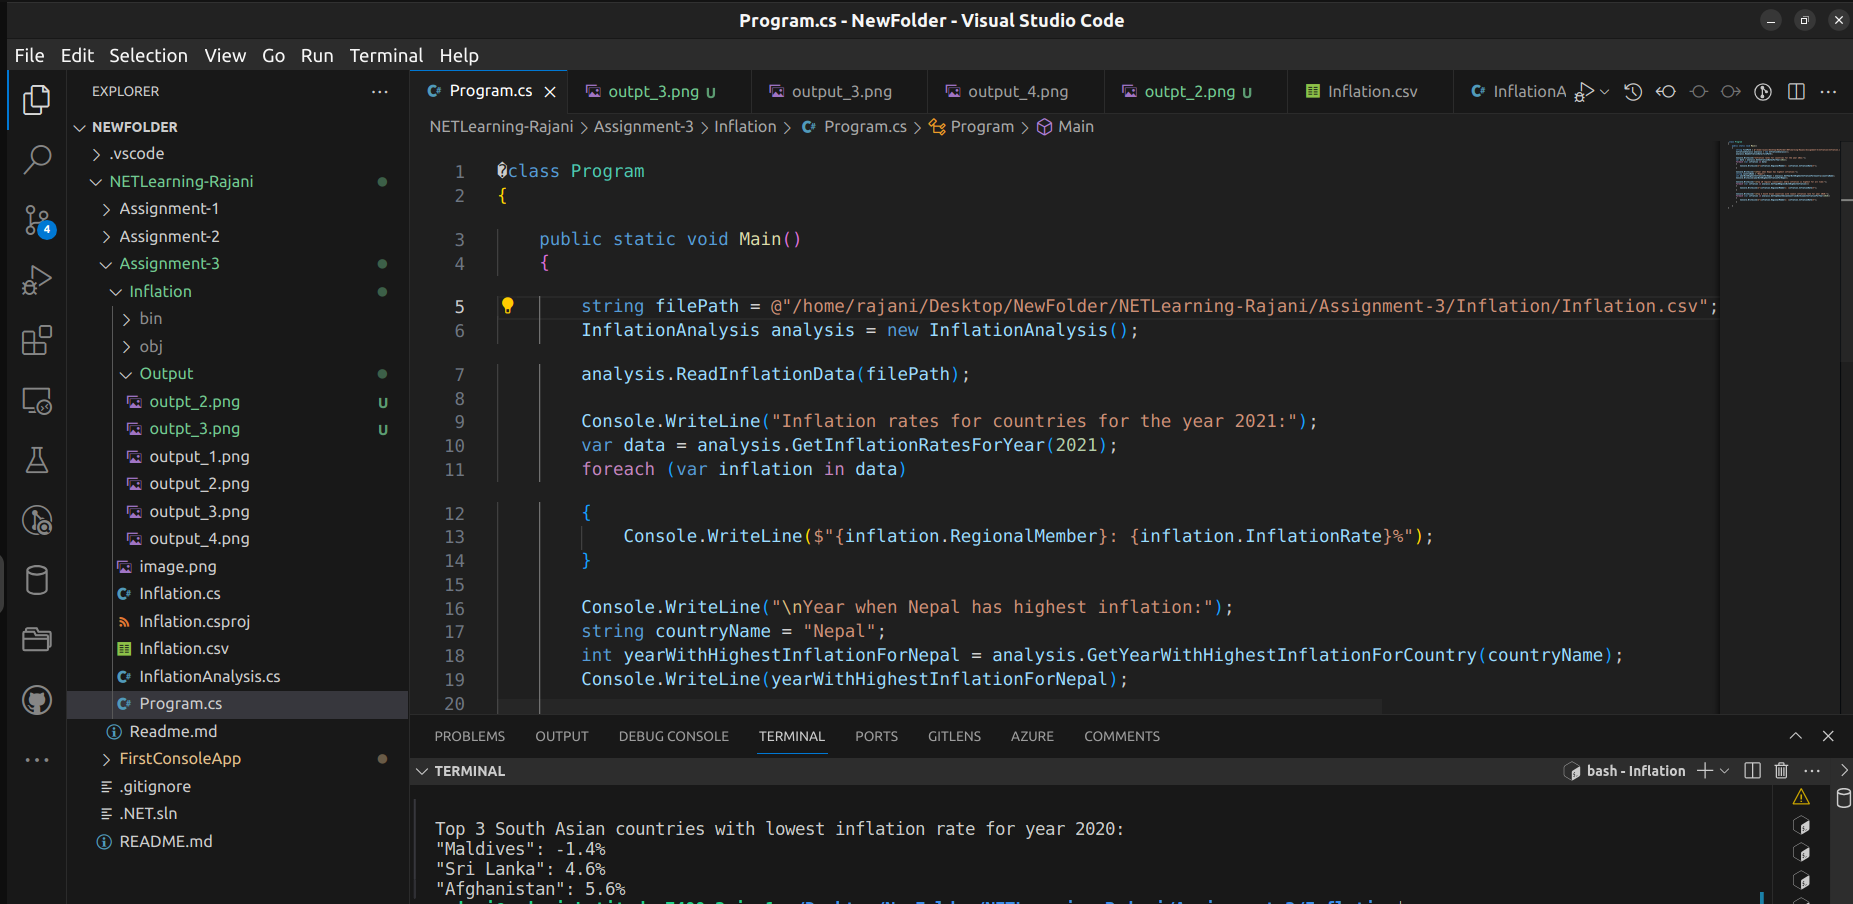 Program.cs - NewFolder - Visual Studio Code
File Edit Selection View Go Run Terminal Help
EXPLORER
Program.cs outpt_3.png U output_3.png output_4.png outpt_2.png U Inflation.csv InflationA
NETLearning-Rajani > Assignment-3 > Inflation > Program.cs > Program > Main
NEWFOLDER
.vscode
NETLearning-Rajani
Assignment-1
4
Assignment-2
Assignment-3
Inflation
bin
obj
Output
outpt_2.png U
outpt_3.png U
output_1.png
output_2.png
output_3.png
output_4.png
image.png
Inflation.cs
Inflation.csproj
Inflation.csv
InflationAnalysis.cs
Program.cs
Readme.md
FirstConsoleApp
.gitignore
.NET.sln
README.md
1 �class Program
2 {
3 public static void Main()
4 {
5 string filePath = @"/home/rajani/Desktop/NewFolder/NETLearning-Rajani/Assignment-3/Inflation/Inflation.csv";
6 InflationAnalysis analysis = new InflationAnalysis();
7 analysis.ReadInflationData(filePath);
8
9 Console.WriteLine("Inflation rates for countries for the year 2021:");
10 var data = analysis.GetInflationRatesForYear(2021);
11 foreach (var inflation in data)
12 {
13 Console.WriteLine($"{inflation.RegionalMember}: {inflation.InflationRate}%");
14 }
15
16 Console.WriteLine("\nYear when Nepal has highest inflation:");
17 string countryName = "Nepal";
18 int yearWithHighestInflationForNepal = analysis.GetYearWithHighestInflationForCountry(countryName);
19 Console.WriteLine(yearWithHighestInflationForNepal);
20
PROBLEMS OUTPUT DEBUG CONSOLE TERMINAL PORTS GITLENS AZURE COMMENTS
TERMINAL bash - Inflation
Top 3 South Asian countries with lowest inflation rate for year 2020:
"Maldives": -1.4%
"Sri Lanka": 4.6%
"Afghanistan": 5.6%